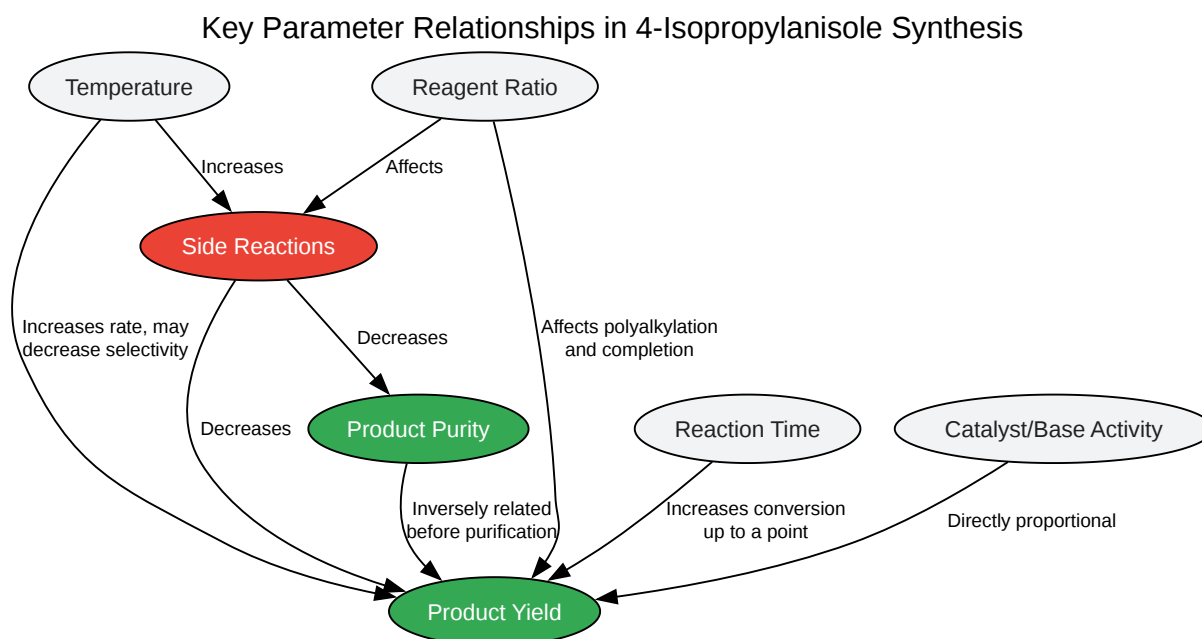 Key Parameter Relationships in 4-Isopropylanisole Synthesis
Temperature
Reagent Ratio
Increases
Affects
Side Reactions
Increases rate, may
decrease selectivity
Decreases
Affects polyalkylation
and completion
Decreases
Product Purity
Reaction Time
Catalyst/Base Activity
Inversely related
before purification
Increases conversion
up to a point
Directly proportional
Product Yield